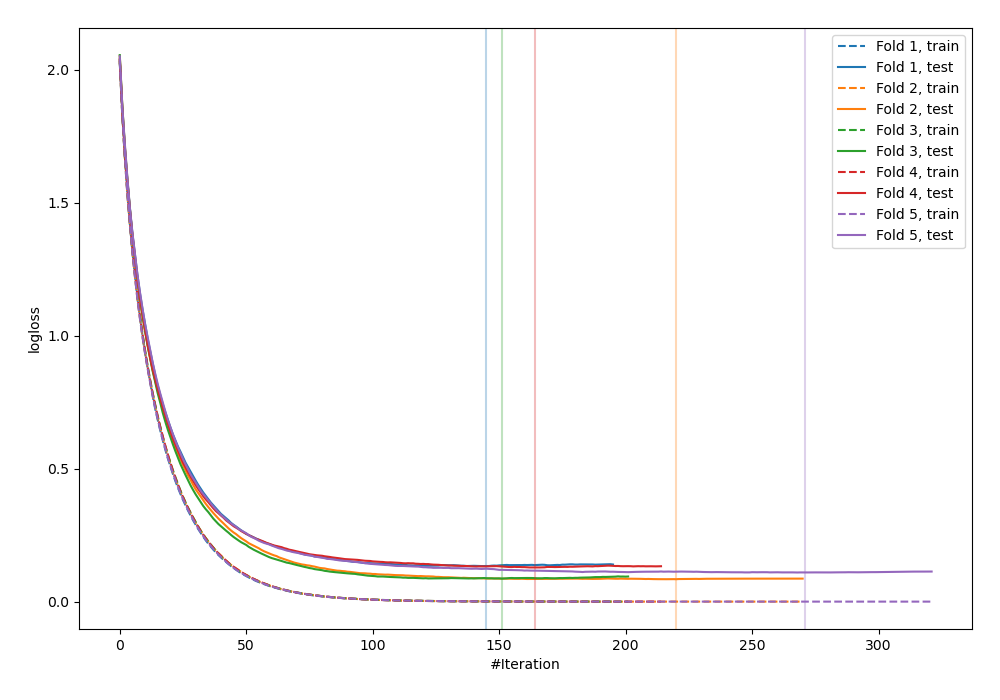 2.0
1.5
1.0
0.5
0.0
logloss
0
50
100
150
200
250
300
#Iteration
Fold 1, train
Fold 1, test
Fold 2, train
Fold 2, test
Fold 3, train
Fold 3, test
Fold 4, train
Fold 4, test
Fold 5, train
Fold 5, test